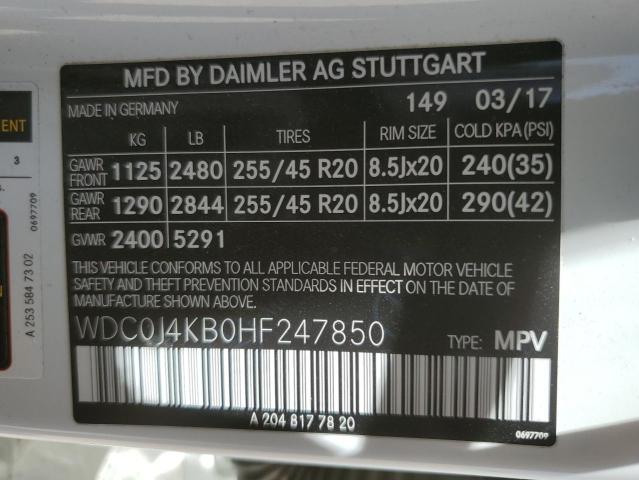 MFD BY DAIMLER AG STUTTGART
MADE IN GERMANY 149 03/17
KG LB TIRES RIM SIZE COLD KPA (PSI)
GAWR FRONT 1125 2480 255/45 R20 8.5Jx20 240(35)
GAWR REAR 1290 2844 255/45 R20 8.5Jx20 290(42)
GVWR 2400 5291
THIS VEHICLE CONFORMS TO ALL APPLICABLE FEDERAL MOTOR VEHICLE
SAFETY AND THEFT PREVENTION STANDARDS IN EFFECT ON THE DATE OF
MANUFACTURE SHOWN ABOVE.
WDC0J4KB0HF247850 TYPE: MPV
A 204 817 78 20
0697709
ENT
3
0697709
A 253 584 73 02